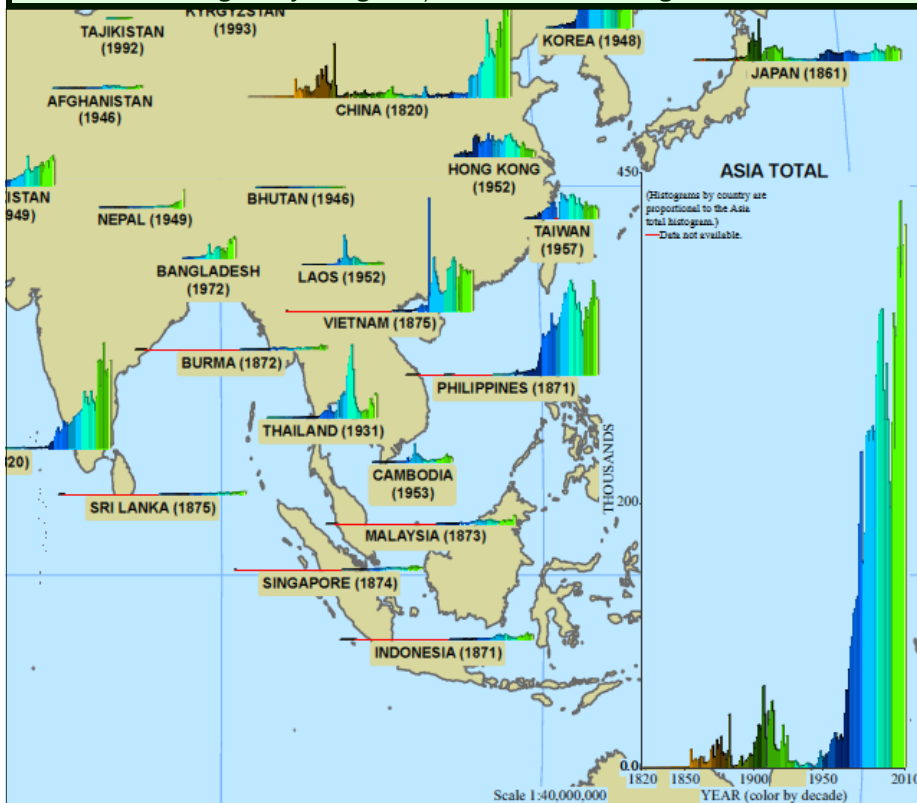 KYRGYZSTAN
(1993)
TAJIKISTAN
(1992)
KOREA (1948)
JAPAN (1861)
AFGHANISTAN
(1946)
CHINA (1820)
HONG KONG
(1952)
ISTAN
949)
NEPAL (1949)
BHUTAN (1946)
TAIWAN
(1957)
BANGLADESH
(1972)
LAOS (1952)
VIETNAM (1875)
BURMA (1872)
PHILIPPINES (1871)
THAILAND (1931)
CAMBODIA
(1953)
20)
SRI LANKA (1875)
MALAYSIA (1873)
SINGAPORE (1874)
INDONESIA (1871)
Scale 1:40,000,000
ASIA TOTAL
(Histograms by country are
proportional to the Asia
total histogram.)
Data not available.
450
THOUSANDS
200
0.0
1820 1850 1900 1950 2010
YEAR (color by decade)